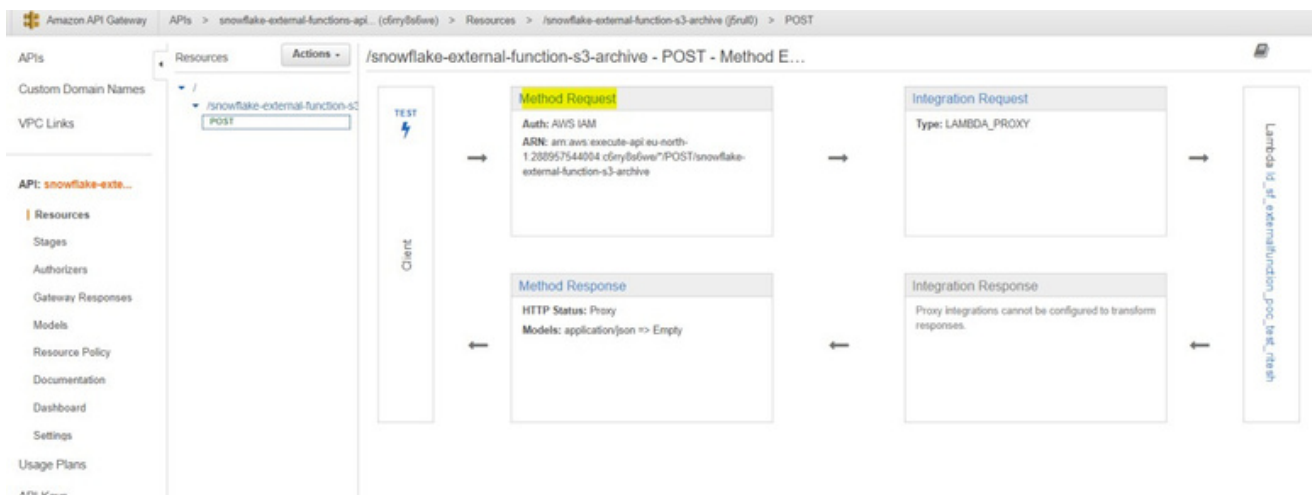 Amazon API Gateway
APIs > snowflake-external-functions-api... (c6rry8s6we) > Resources > /snowflake-external-function-s3-archive (j5rul0) > POST
APIs
Custom Domain Names
VPC Links
API: snowflake-exte...
Resources
Stages
Authorizers
Gateway Responses
Models
Resource Policy
Documentation
Dashboard
Settings
Usage Plans
API Keys
Resources
Actions
/
/snowflake-external-function-s3
POST
/snowflake-external-function-s3-archive - POST - Method E...
TEST
Client
Method Request
Auth: AWS IAM
ARN: arn:aws:execute-api:eu-north-
1:288957544004:c6rry8s6we/*/POST/snowflake-
external-function-s3-archive
Integration Request
Type: LAMBDA_PROXY
Method Response
HTTP Status: Proxy
Models: application/json => Empty
Integration Response
Proxy integrations cannot be configured to transform
responses.
Lambda ld_sf_externalfunction_poc_test_ritesh